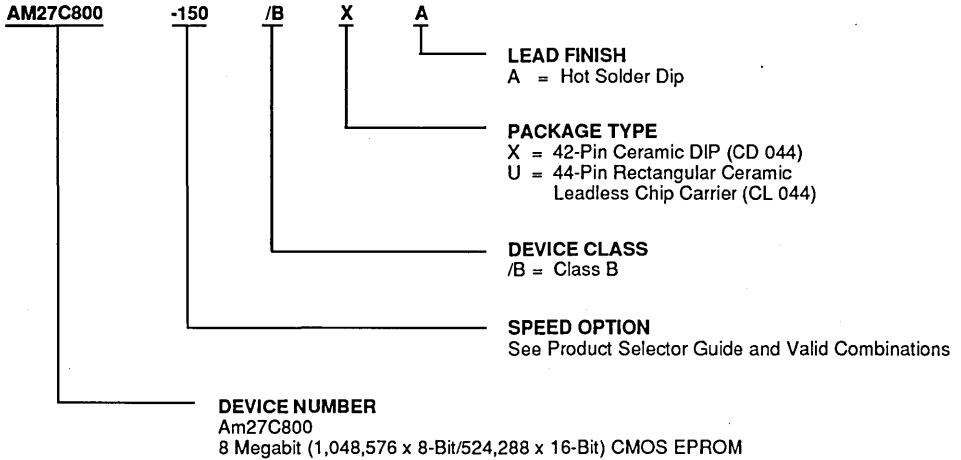 AM27C800 -150 /B X A
LEAD FINISH
A = Hot Solder Dip
PACKAGE TYPE
X = 42-Pin Ceramic DIP (CD 044)
U = 44-Pin Rectangular Ceramic
Leadless Chip Carrier (CL 044)
DEVICE CLASS
/B = Class B
SPEED OPTION
See Product Selector Guide and Valid Combinations
DEVICE NUMBER
Am27C800
8 Megabit (1,048,576 x 8-Bit/524,288 x 16-Bit) CMOS EPROM